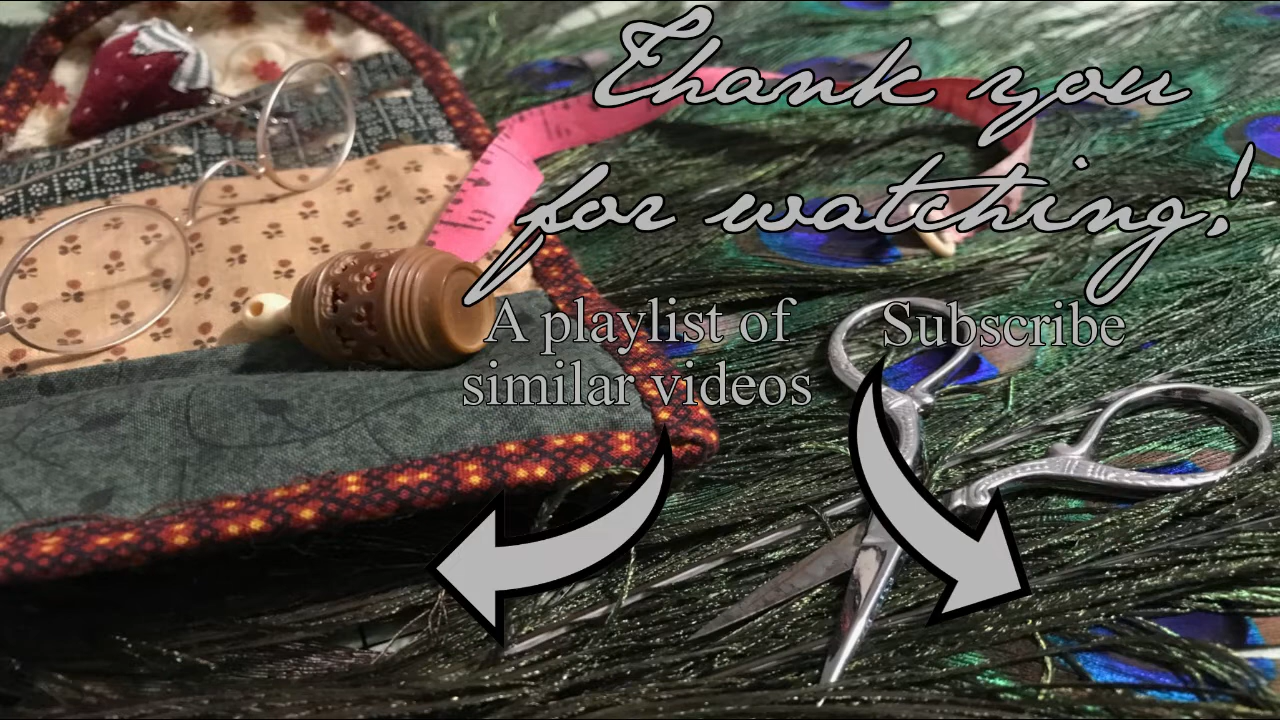 Thank you
for watching!
A playlist of
similar videos
Subscribe